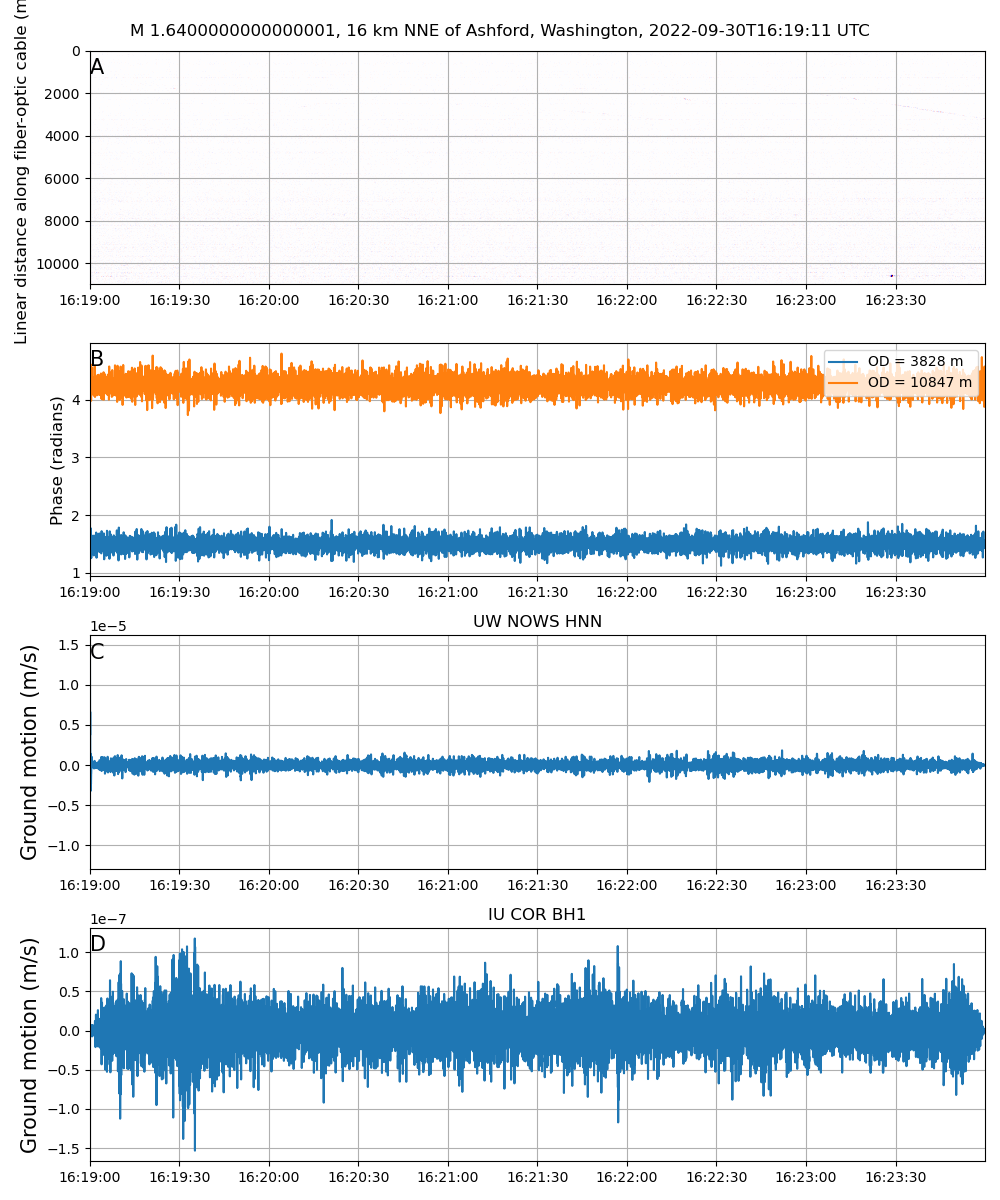 M 1.6400000000000001, 16 km NNE of Ashford, Washington, 2022-09-30T16:19:11 UTC
Linear distance along fiber-optic cable (m
A
0
2000
4000
6000
8000
10000
16:19:00 16:19:30 16:20:00 16:20:30 16:21:00 16:21:30 16:22:00 16:22:30 16:23:00 16:23:30
Phase (radians)
B
OD = 3828 m
OD = 10847 m
4
3
2
1
16:19:00 16:19:30 16:20:00 16:20:30 16:21:00 16:21:30 16:22:00 16:22:30 16:23:00 16:23:30
UW NOWS HNN
1e−5
Ground motion (m/s)
C
1.5
1.0
0.5
0.0
−0.5
−1.0
16:19:00 16:19:30 16:20:00 16:20:30 16:21:00 16:21:30 16:22:00 16:22:30 16:23:00 16:23:30
IU COR BH1
1e−7
Ground motion (m/s)
D
1.0
0.5
0.0
−0.5
−1.0
−1.5
16:19:00 16:19:30 16:20:00 16:20:30 16:21:00 16:21:30 16:22:00 16:22:30 16:23:00 16:23:30